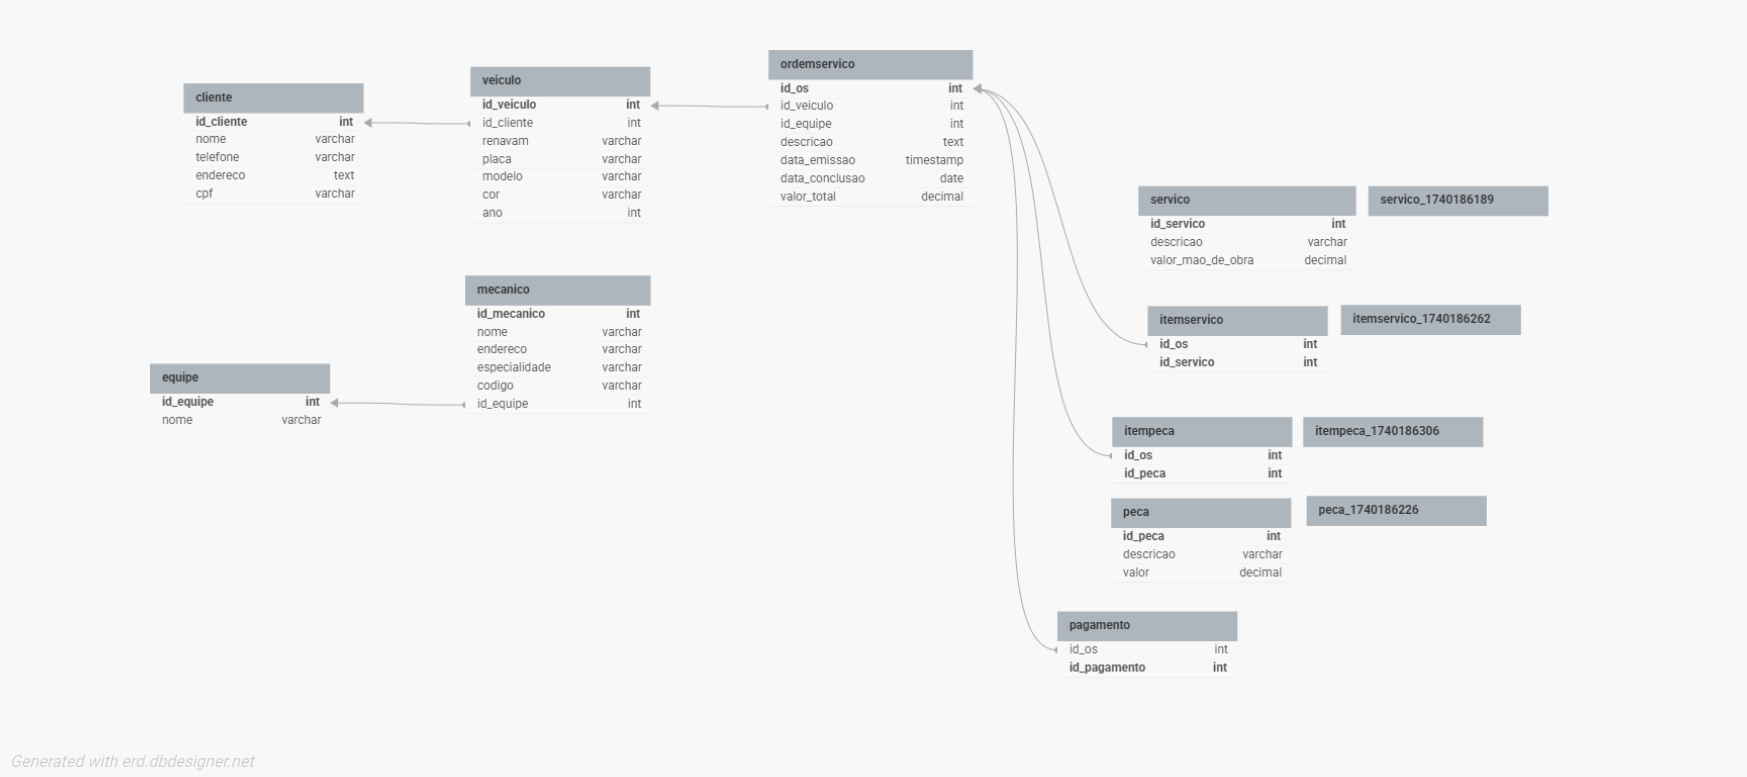 cliente
id_cliente int
nome varchar
telefone varchar
endereco text
cpf varchar
veiculo
id_veiculo int
id_cliente int
renavam varchar
placa varchar
modelo varchar
cor varchar
ano int
ordemservico
id_os int
id_veiculo int
id_equipe int
descricao text
data_emissao timestamp
data_conclusao date
valor_total decimal
servico
id_servico int
descricao varchar
valor_mao_de_obra decimal
servico_1740186189
mecanico
id_mecanico int
nome varchar
endereco varchar
especialidade varchar
codigo varchar
id_equipe int
itemservico
id_os int
id_servico int
itemservico_1740186262
equipe
id_equipe int
nome varchar
itempeca
id_os int
id_peca int
itempeca_1740186306
peca
id_peca int
descricao varchar
valor decimal
peca_1740186226
pagamento
id_os int
id_pagamento int
Generated with erd.dbdesigner.net